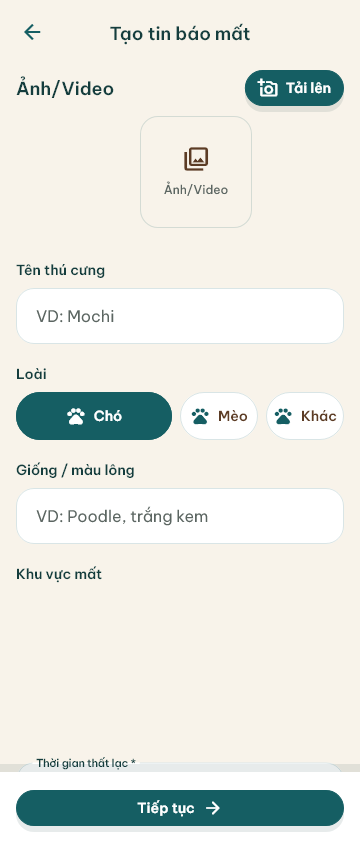 Tạo tin báo mất
Ảnh/Video
Tải lên
Ảnh/Video
Tên thú cưng
VD: Mochi
Loài
Chó
Mèo
Khác
Giống / màu lông
VD: Poodle, trắng kem
Khu vực mất
Thời gian thất lạc *
Tiếp tục